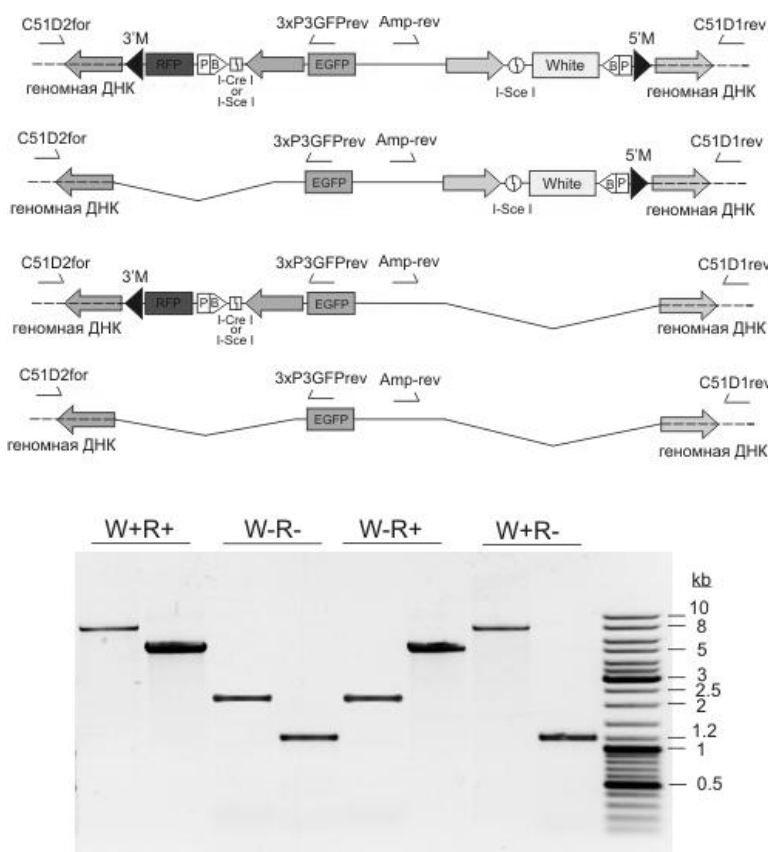 C51D2for 3'M 3xP3GFPrev Amp-rev 5'M C51D1rev
RFP P B EGFP White B P
геномная ДНК I-Cre I or I-Sce I I-Sce I геномная ДНК
C51D2for 3xP3GFPrev Amp-rev 5'M C51D1rev
EGFP White B P
геномная ДНК I-Sce I геномная ДНК
C51D2for 3'M 3xP3GFPrev Amp-rev C51D1rev
RFP P B EGFP
геномная ДНК I-Cre I or I-Sce I геномная ДНК
C51D2for 3xP3GFPrev Amp-rev C51D1rev
EGFP
геномная ДНК геномная ДНК
W+R+ W-R- W-R+ W+R-
kb
10
8
5
3
2.5
2
1.2
1
0.5